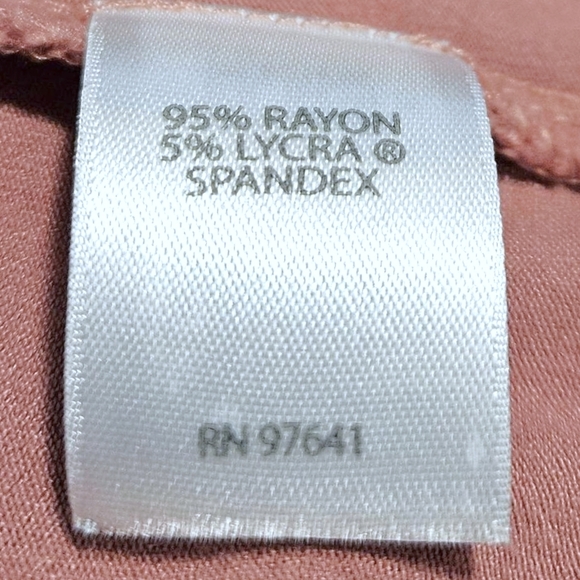 95% RAYON
5% LYCRA ®
SPANDEX
RN 97641